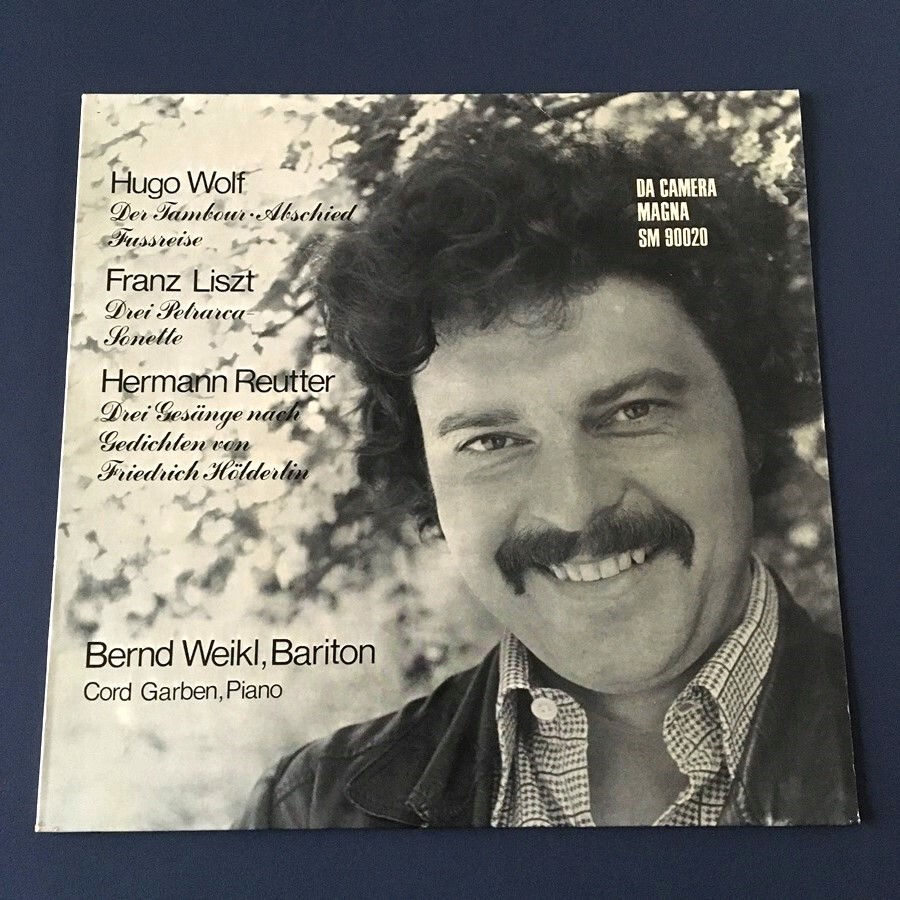 Hugo Wolf
Der Tambour · Abschied
Fussreise
Franz Liszt
Drei Petrarca-
Sonette
Hermann Reutter
Drei Gesänge nach
Gedichten von
Friedrich Hölderlin
DA CAMERA
MAGNA
SM 90020
Bernd Weikl, Bariton
Cord Garben, Piano